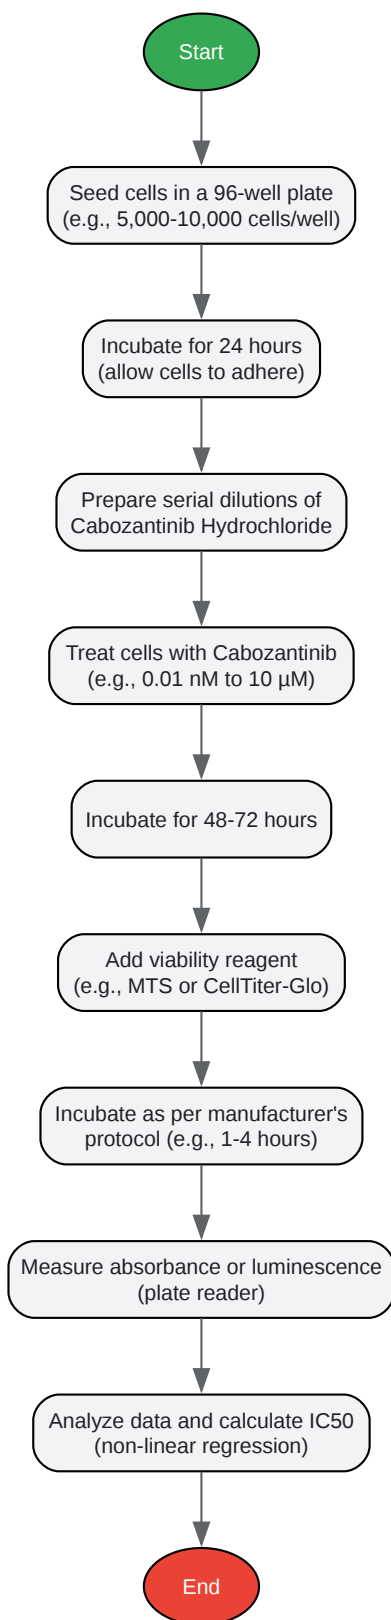 Start
Seed cells in a 96-well plate
(e.g., 5,000-10,000 cells/well)
Incubate for 24 hours
(allow cells to adhere)
Prepare serial dilutions of
Cabozantinib Hydrochloride
Treat cells with Cabozantinib
(e.g., 0.01 nM to 10 µM)
Incubate for 48-72 hours
Add viability reagent
(e.g., MTS or CellTiter-Glo)
Incubate as per manufacturer's
protocol (e.g., 1-4 hours)
Measure absorbance or luminescence
(plate reader)
Analyze data and calculate IC50
(non-linear regression)
End